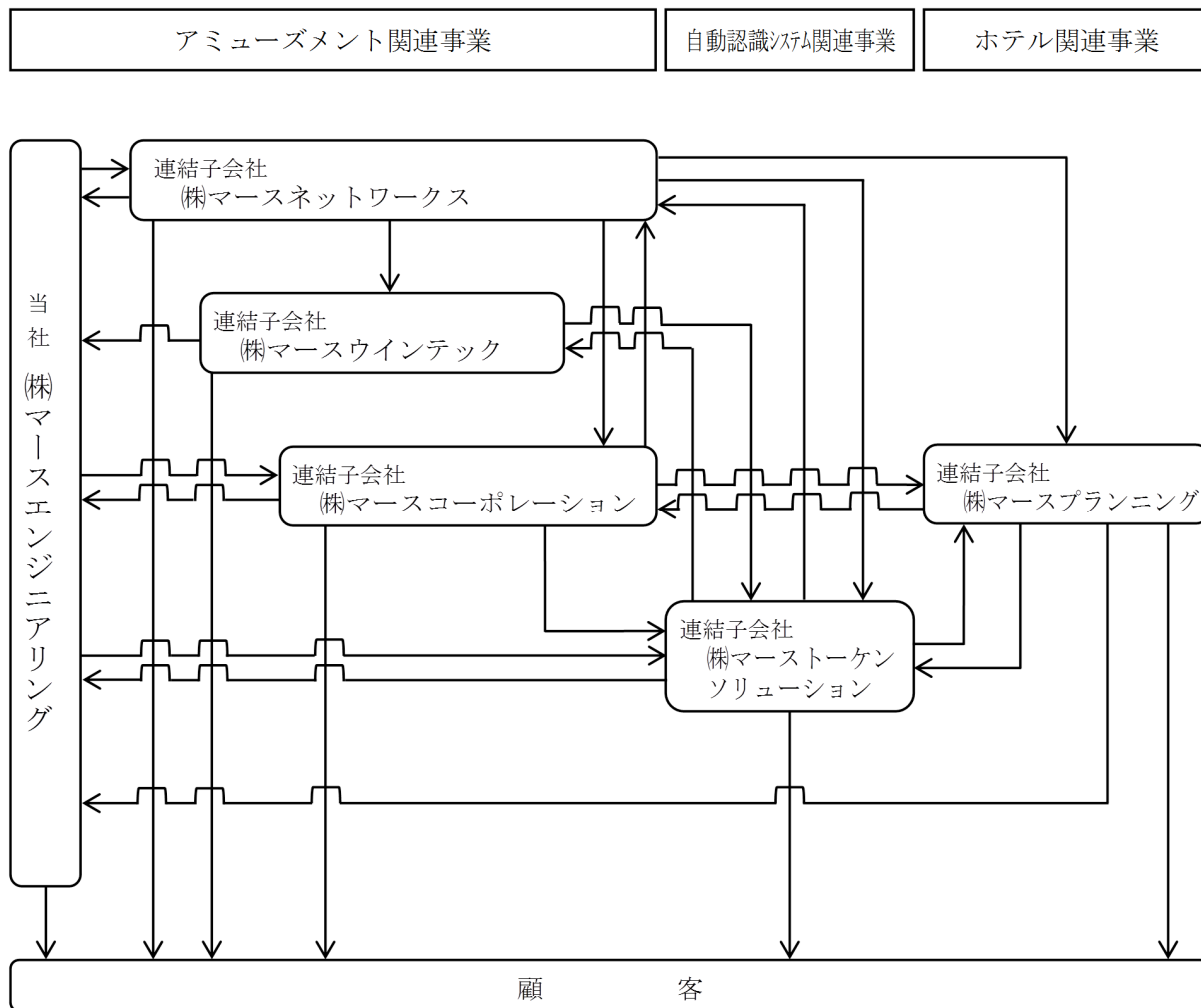 アミューズメント関連事業
自動認識システム関連事業
ホテル関連事業
当社 ㈱マースエンジニアリング
連結子会社
㈱マースネットワークス
連結子会社
㈱マースウインテック
連結子会社
㈱マースコーポレーション
連結子会社
㈱マースプランニング
連結子会社
㈱マーストーケン
ソリューション
顧客